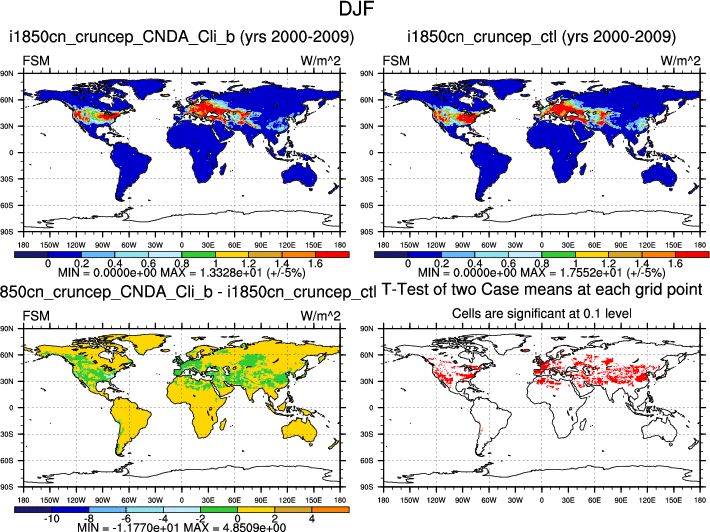 DJF
i1850cn_cruncep_CNDA_Cli_b (yrs 2000-2009)
FSM W/m^2
90N
60N
30N
0
30S
60S
90S
180 150W 120W 90W 60W 30W 0 30E 60E 90E 120E 150E 180
0 0.2 0.4 0.6 0.8 1 1.2 1.4 1.6
MIN = 0.0000e+00 MAX = 1.3328e+01 (+/-5%)
i1850cn_cruncep_ctl (yrs 2000-2009)
FSM W/m^2
90N
60N
30N
0
30S
60S
90S
180 150W 120W 90W 60W 30W 0 30E 60E 90E 120E 150E 180
0 0.2 0.4 0.6 0.8 1 1.2 1.4 1.6
MIN = 0.0000e+00 MAX = 1.7552e+01 (+/-5%)
850cn_cruncep_CNDA_Cli_b - i1850cn_cruncep_ctl
FSM W/m^2
90N
60N
30N
0
30S
60S
90S
180 150W 120W 90W 60W 30W 0 30E 60E 90E 120E 150E 180
-10 -8 -6 -4 -2 0 2 4
MIN = -1.1770e+01 MAX = 4.8509e+00
T-Test of two Case means at each grid point
Cells are significant at 0.1 level
90N
60N
30N
0
30S
60S
90S
180 150W 120W 90W 60W 30W 0 30E 60E 90E 120E 150E 180